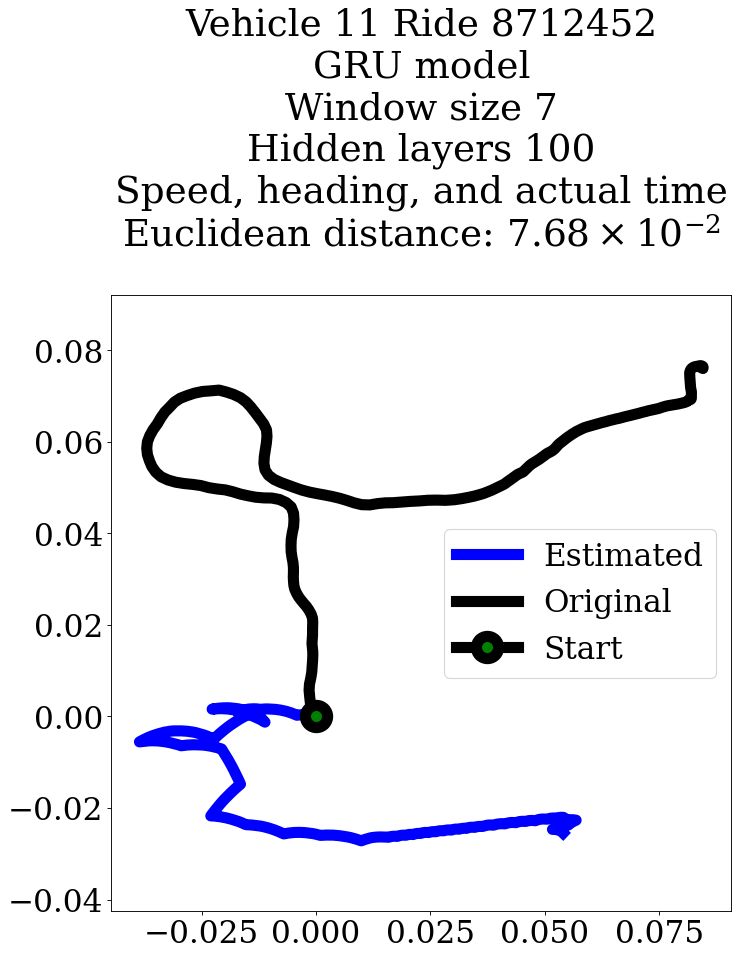 Vehicle 11 Ride 8712452
GRU model
Window size 7
Hidden layers 100
Speed, heading, and actual time
Euclidean distance: 7.68 × 10⁻²
0.08
0.06
0.04
0.02
0.00
−0.02
−0.04
Estimated
Original
Start
−0.025 0.000 0.025 0.050 0.075